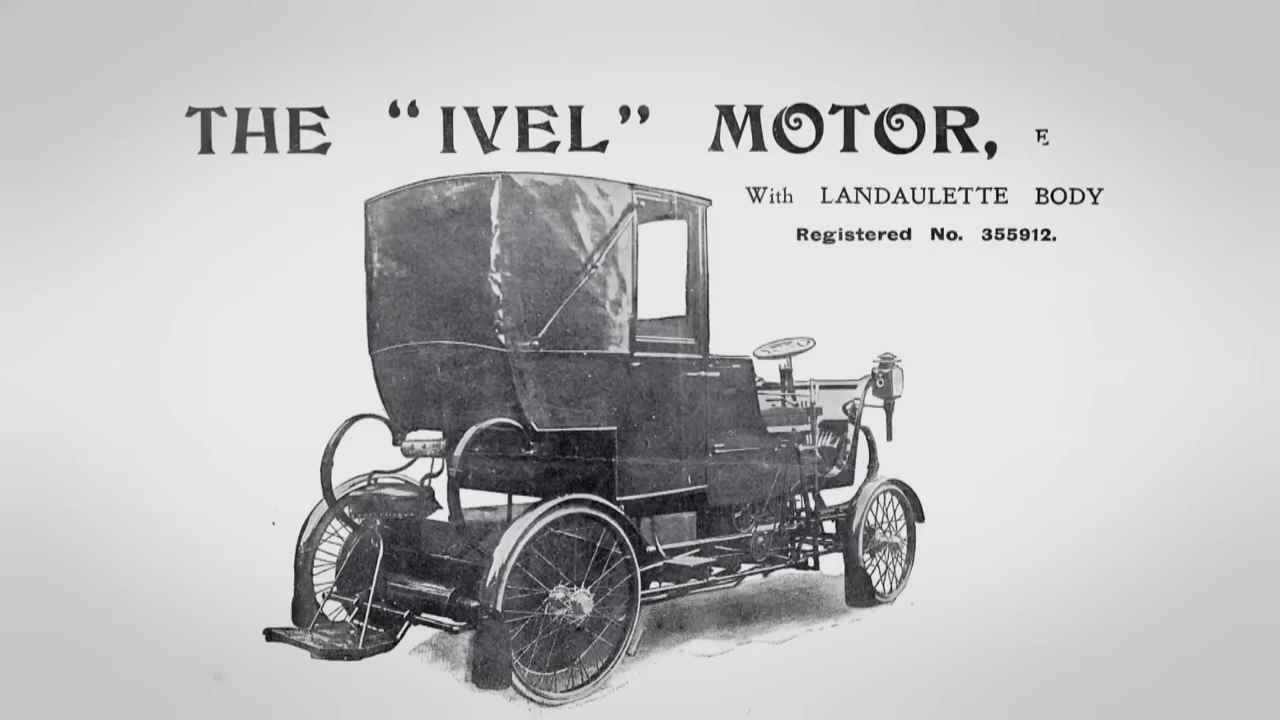 THE “IVEL” MOTOR, E
With LANDAULETTE BODY
Registered No. 355912.